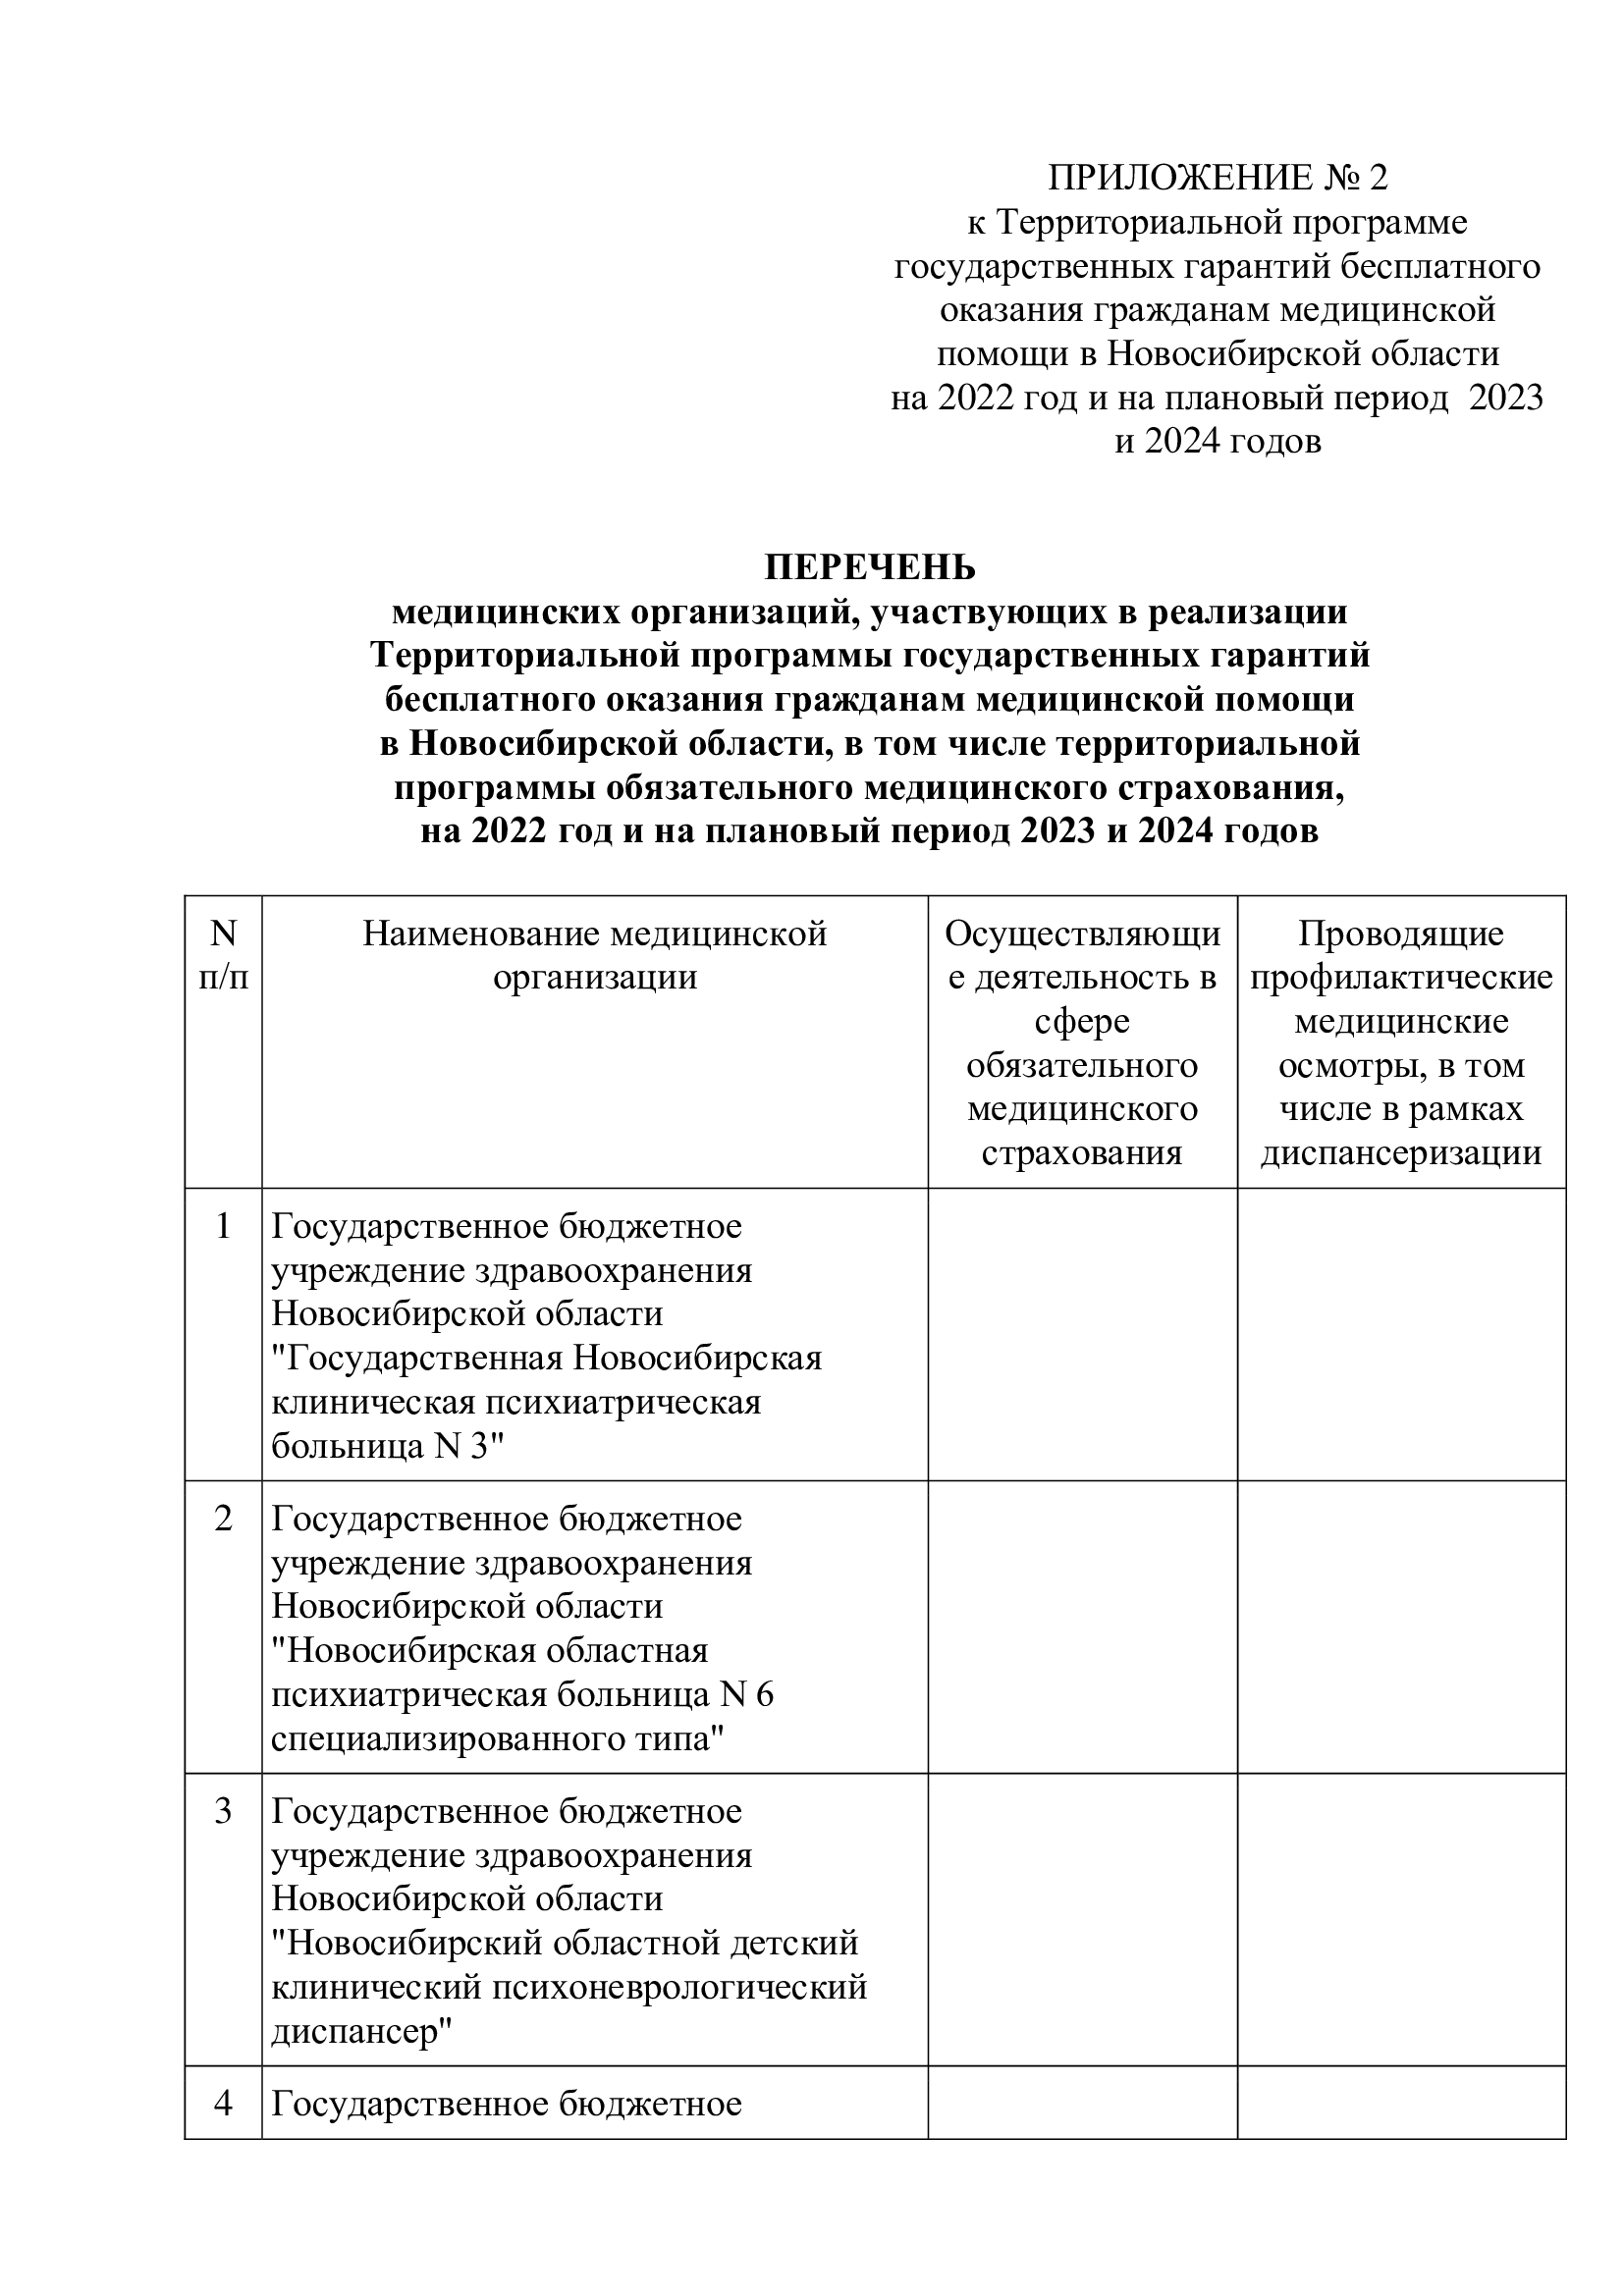 ПРИЛОЖЕНИЕ № 2
к Территориальной программе
государственных гарантий бесплатного
оказания гражданам медицинской
помощи в Новосибирской области
на 2022 год и на плановый период  2023
и 2024 годов
ПЕРЕЧЕНЬ
медицинских организаций, участвующих в реализации
Территориальной программы государственных гарантий
бесплатного оказания гражданам медицинской помощи
в Новосибирской области, в том числе территориальной
программы обязательного медицинского страхования,
на 2022 год и на плановый период 2023 и 2024 годов
N
п/п
Наименование медицинской
организации
Осуществляющи
е деятельность в
сфере
обязательного
медицинского
страхования
Проводящие
профилактические
медицинские
осмотры, в том
числе в рамках
диспансеризации
1
Государственное бюджетное
учреждение здравоохранения
Новосибирской области
"Государственная Новосибирская
клиническая психиатрическая
больница N 3"
2
Государственное бюджетное
учреждение здравоохранения
Новосибирской области
"Новосибирская областная
психиатрическая больница N 6
специализированного типа"
3
Государственное бюджетное
учреждение здравоохранения
Новосибирской области
"Новосибирский областной детский
клинический психоневрологический
диспансер"
4
Государственное бюджетное